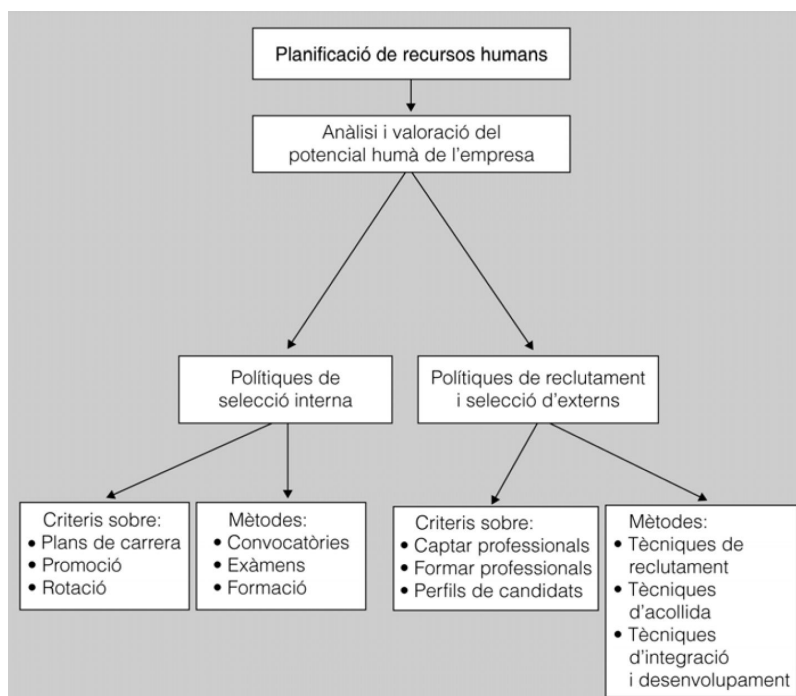 Planificació de recursos humans
Anàlisi i valoració del
potencial humà de l'empresa
Polítiques de
selecció interna
Polítiques de reclutament
i selecció d'externs
Criteris sobre:
• Plans de carrera
• Promoció
• Rotació
Mètodes:
• Convocatòries
• Exàmens
• Formació
Criteris sobre:
• Captar professionals
• Formar professionals
• Perfils de candidats
Mètodes:
• Tècniques de
reclutament
• Tècniques
d'acollida
• Tècniques
d'integració
i desenvolupament